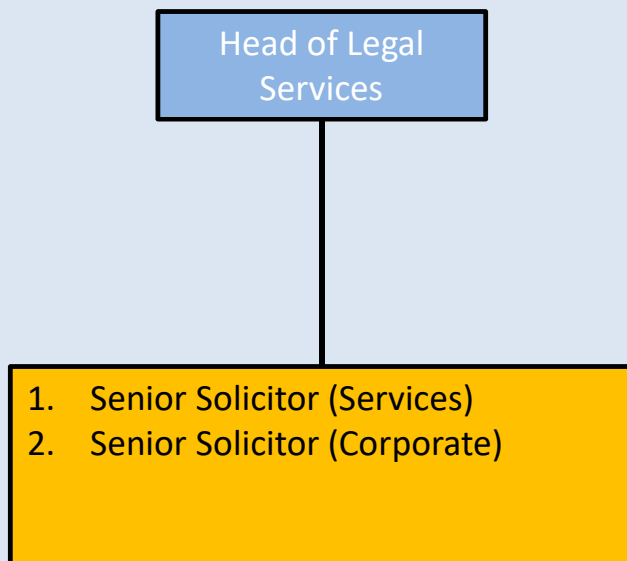 Head of Legal
Services
1. Senior Solicitor (Services)
2. Senior Solicitor (Corporate)